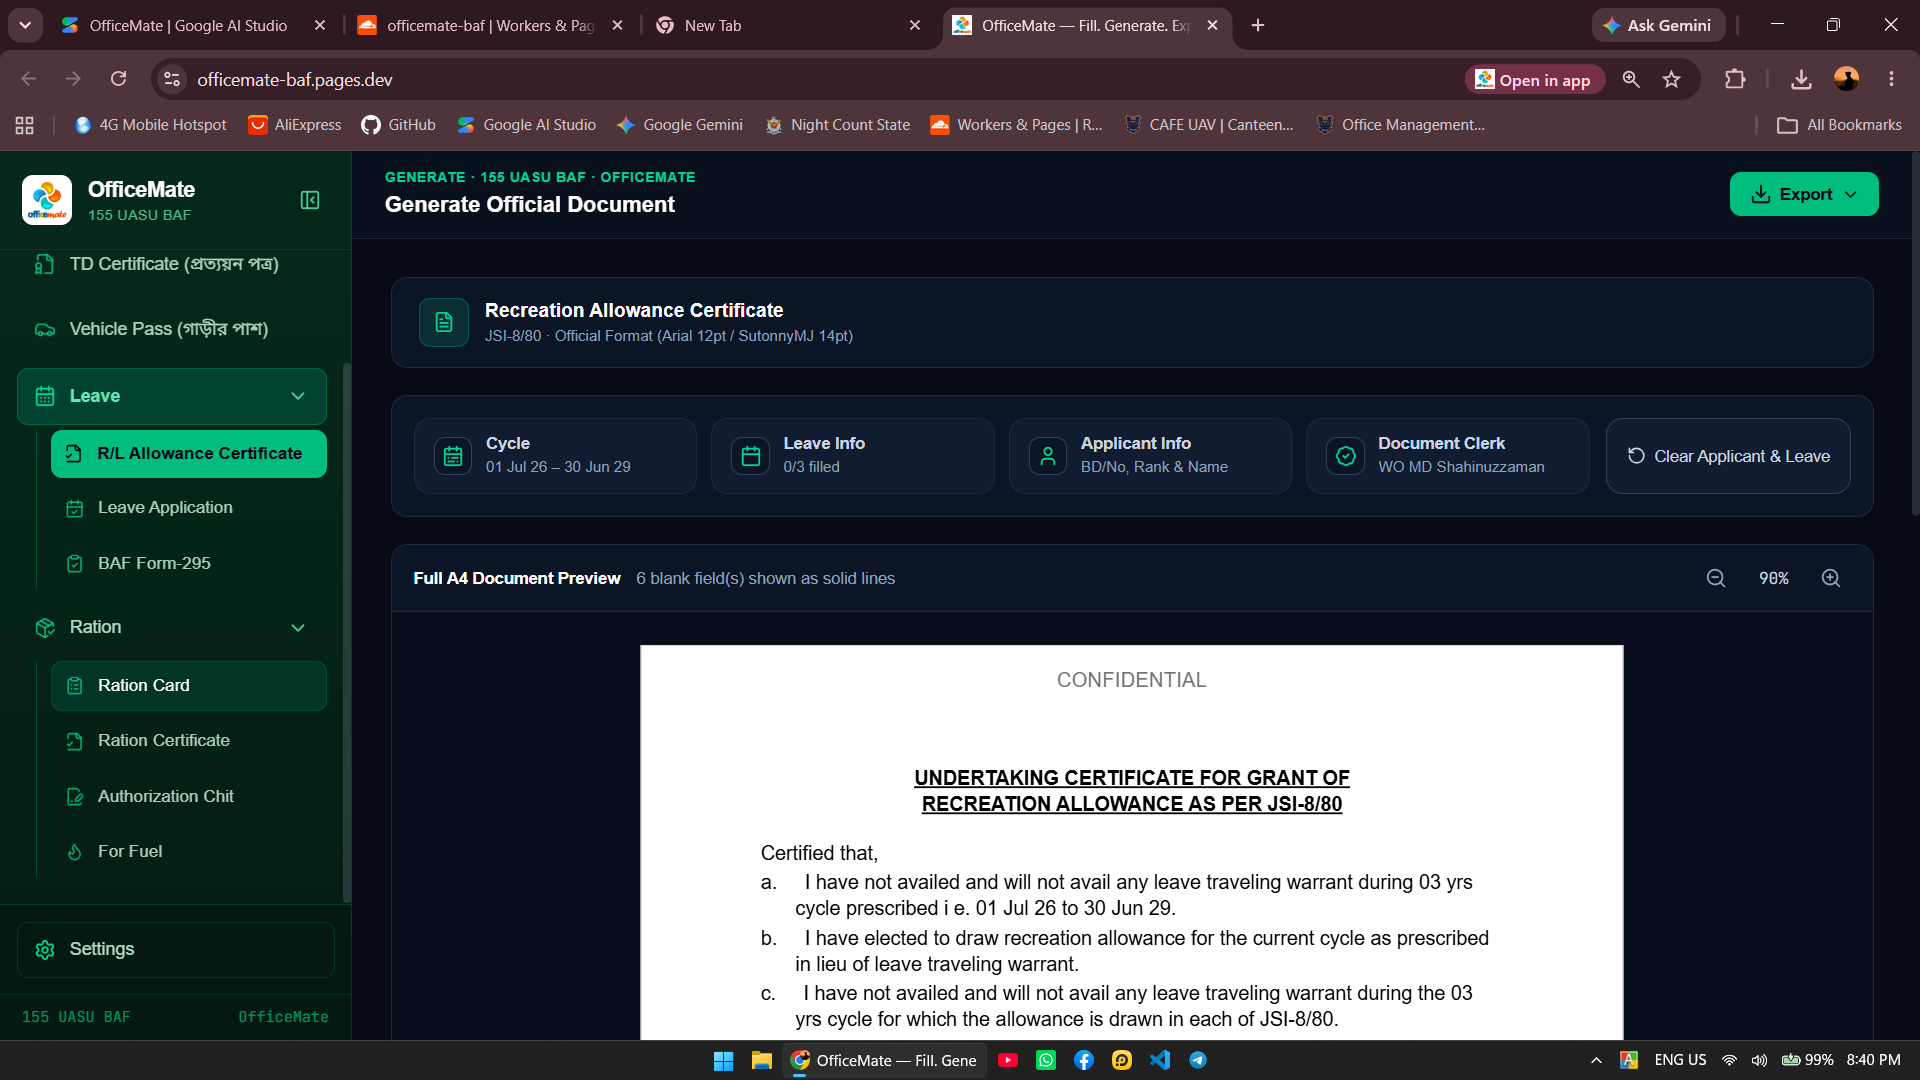 OfficeMate | Google AI Studio
officemate-baf | Workers & Pag
New Tab
OfficeMate — Fill. Generate. Ex
Ask Gemini
officemate-baf.pages.dev
Open in app
4G Mobile Hotspot
AliExpress
GitHub
Google AI Studio
Google Gemini
Night Count State
Workers & Pages | R...
CAFE UAV | Canteen...
Office Management...
All Bookmarks
OfficeMate
155 UASU BAF
TD Certificate (প্রত্যয়ন পত্র)
Vehicle Pass (গাড়ীর পাশ)
Leave
R/L Allowance Certificate
Leave Application
BAF Form-295
Ration
Ration Card
Ration Certificate
Authorization Chit
For Fuel
Settings
155 UASU BAF
OfficeMate
GENERATE · 155 UASU BAF · OFFICEMATE
Generate Official Document
Export
Recreation Allowance Certificate
JSI-8/80 · Official Format (Arial 12pt / SutonnyMJ 14pt)
Cycle
01 Jul 26 – 30 Jun 29
Leave Info
0/3 filled
Applicant Info
BD/No, Rank & Name
Document Clerk
WO MD Shahinuzzaman
Clear Applicant & Leave
Full A4 Document Preview
6 blank field(s) shown as solid lines
90%
CONFIDENTIAL
UNDERTAKING CERTIFICATE FOR GRANT OF
RECREATION ALLOWANCE AS PER JSI-8/80
Certified that,
a. I have not availed and will not avail any leave traveling warrant during 03 yrs
cycle prescribed i e. 01 Jul 26 to 30 Jun 29.
b. I have elected to draw recreation allowance for the current cycle as prescribed
in lieu of leave traveling warrant.
c. I have not availed and will not avail any leave traveling warrant during the 03
yrs cycle for which the allowance is drawn in each of JSI-8/80.
OfficeMate — Fill. Gene
ENG US
99%
8:40 PM